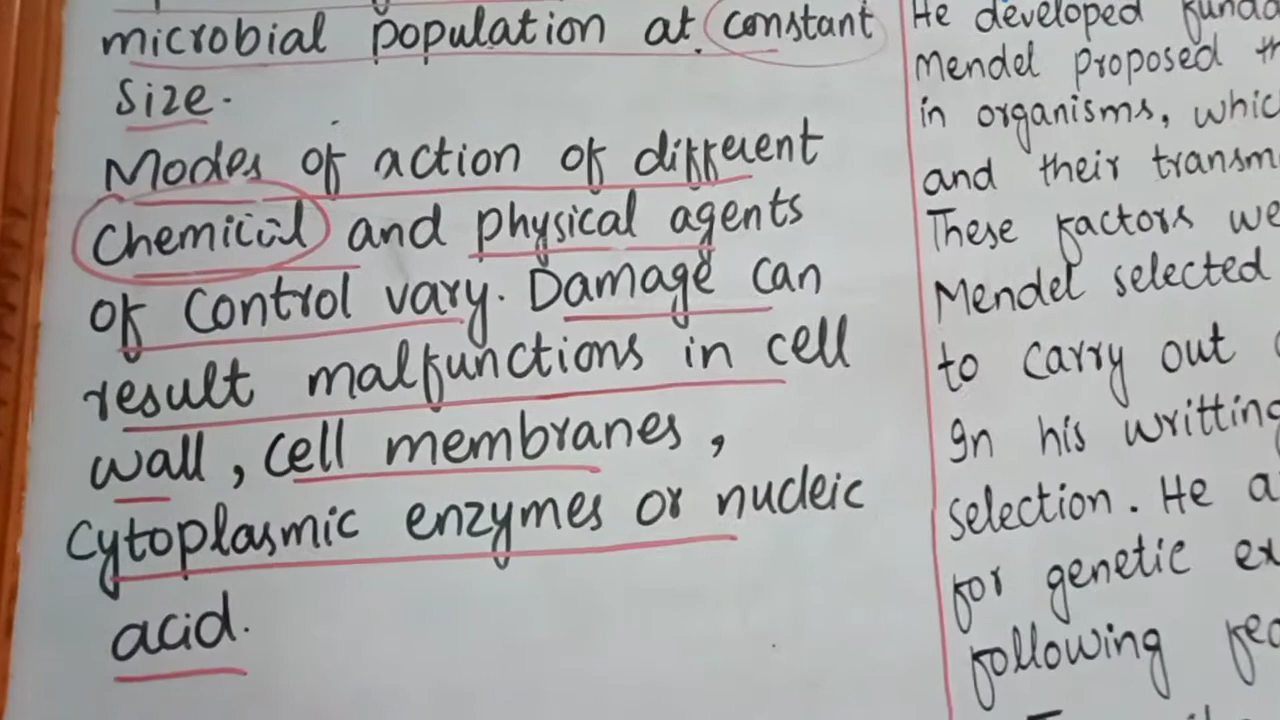 microbial population at constant
size.
Modes of action of different
Chemical and physical agents
of control vary. Damage can
result malfunctions in cell
wall, cell membranes,
cytoplasmic enzymes or nucleic
acid.
He developed
Mendel proposed
in organisms,
and their
These factors
Mendel selected
to carry out
In his
selection. He
for genetic
following